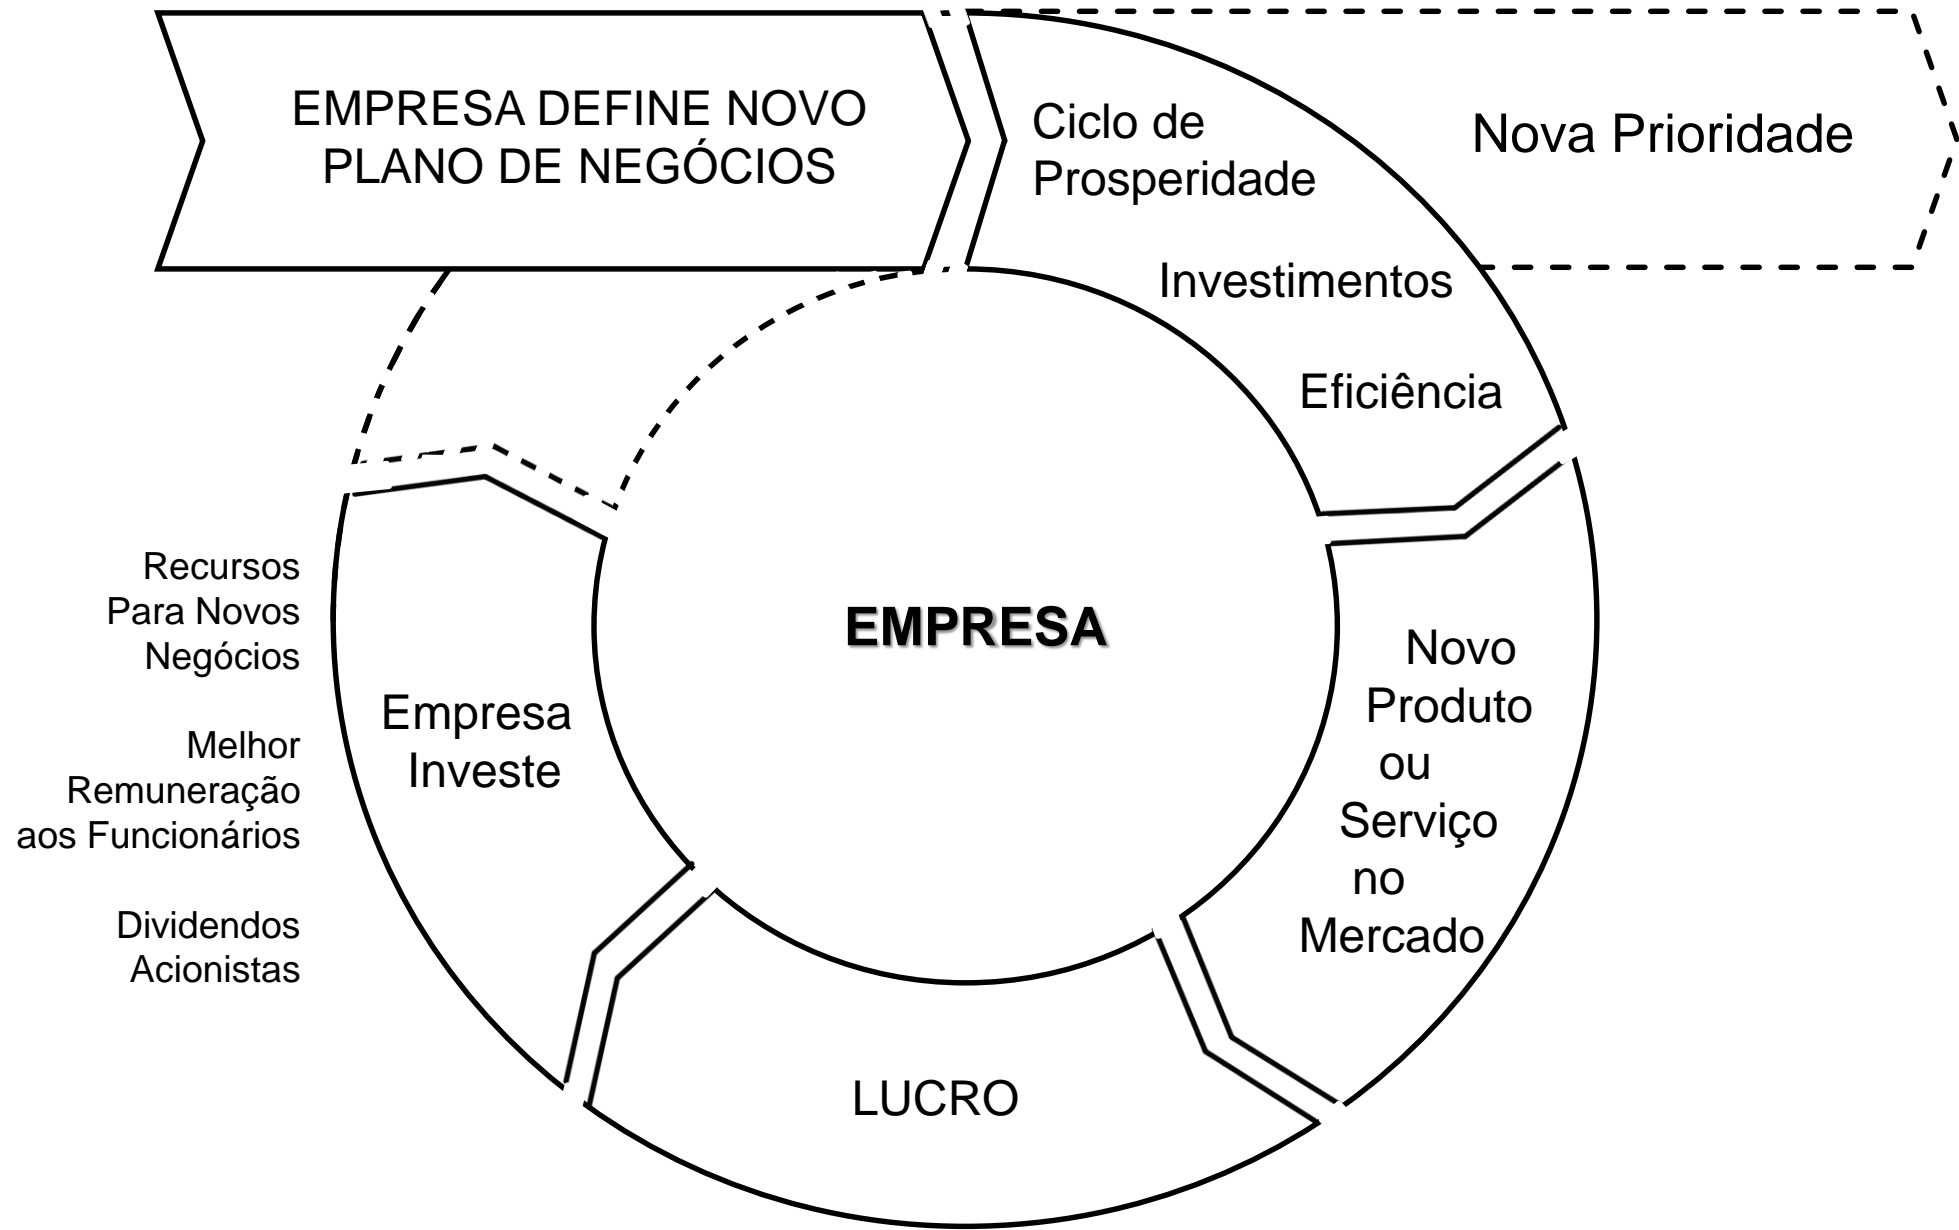 EMPRESA DEFINE NOVO
PLANO DE NEGÓCIOS
Ciclo de
Prosperidade
Investimentos
Eficiência
Nova Prioridade
Novo
Produto
ou
Serviço
no
Mercado
LUCRO
Empresa
Investe
Recursos
Para Novos
Negócios
Melhor
Remuneração
aos Funcionários
Dividendos
Acionistas
EMPRESA